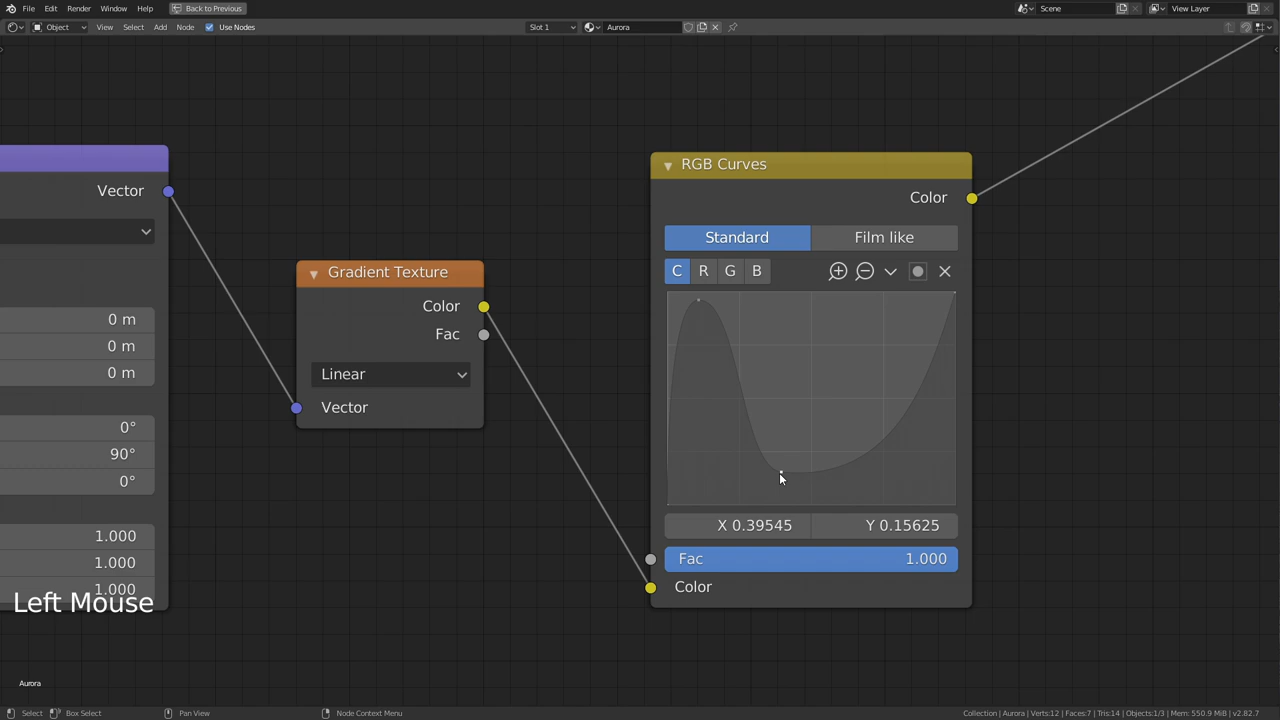 File Edit Render Window Help Back to Previous Scene View Layer
Object View Select Add Node Use Nodes Slot 1 Aurora
Vector
0 m
0 m
0 m
0°
90°
0°
1.000
1.000
1.000
Gradient Texture
Color
Fac
Linear
Vector
RGB Curves
Color
Standard Film like
C R G B
X 0.39545 Y 0.15625
Fac 1.000
Color
Left Mouse
Aurora
Select Box Select Pan View Node Context Menu Collection | Aurora | Verts:12 | Faces:7 | Tris:14 | Objects:1/3 | Mem: 550.9 MiB | v2.82.7